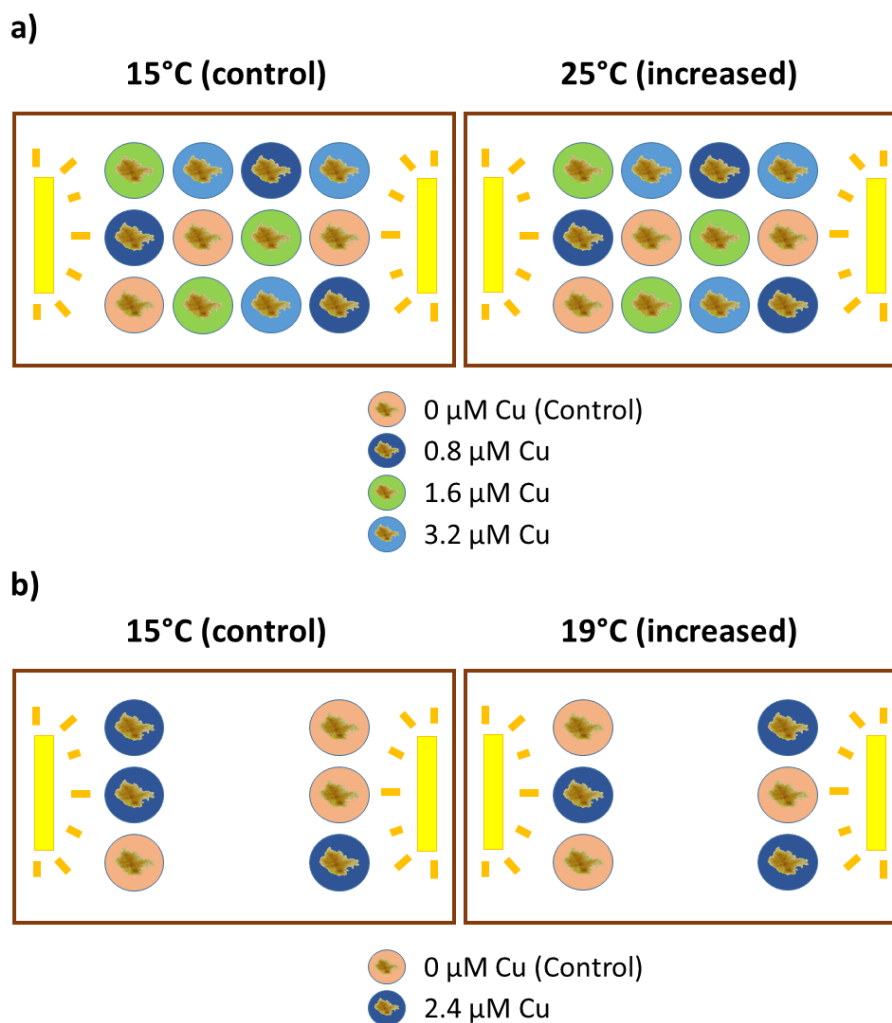 a)
15°C (control) 25°C (increased)
0 µM Cu (Control)
0.8 µM Cu
1.6 µM Cu
3.2 µM Cu
b)
15°C (control) 19°C (increased)
0 µM Cu (Control)
2.4 µM Cu